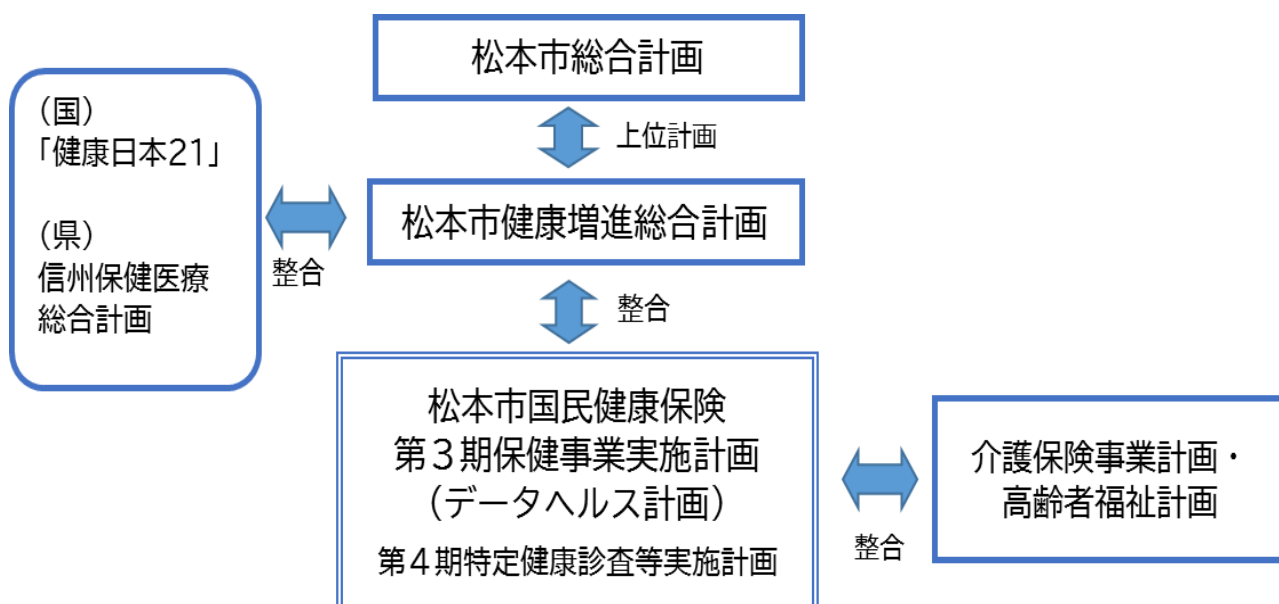 松本市総合計画
上位計画
(国)
「健康日本21」
(県)
信州保健医療
総合計画
整合
松本市健康増進総合計画
整合
松本市国民健康保険
第3期保健事業実施計画
(データヘルス計画)
第4期特定健康診査等実施計画
整合
介護保険事業計画・
高齢者福祉計画